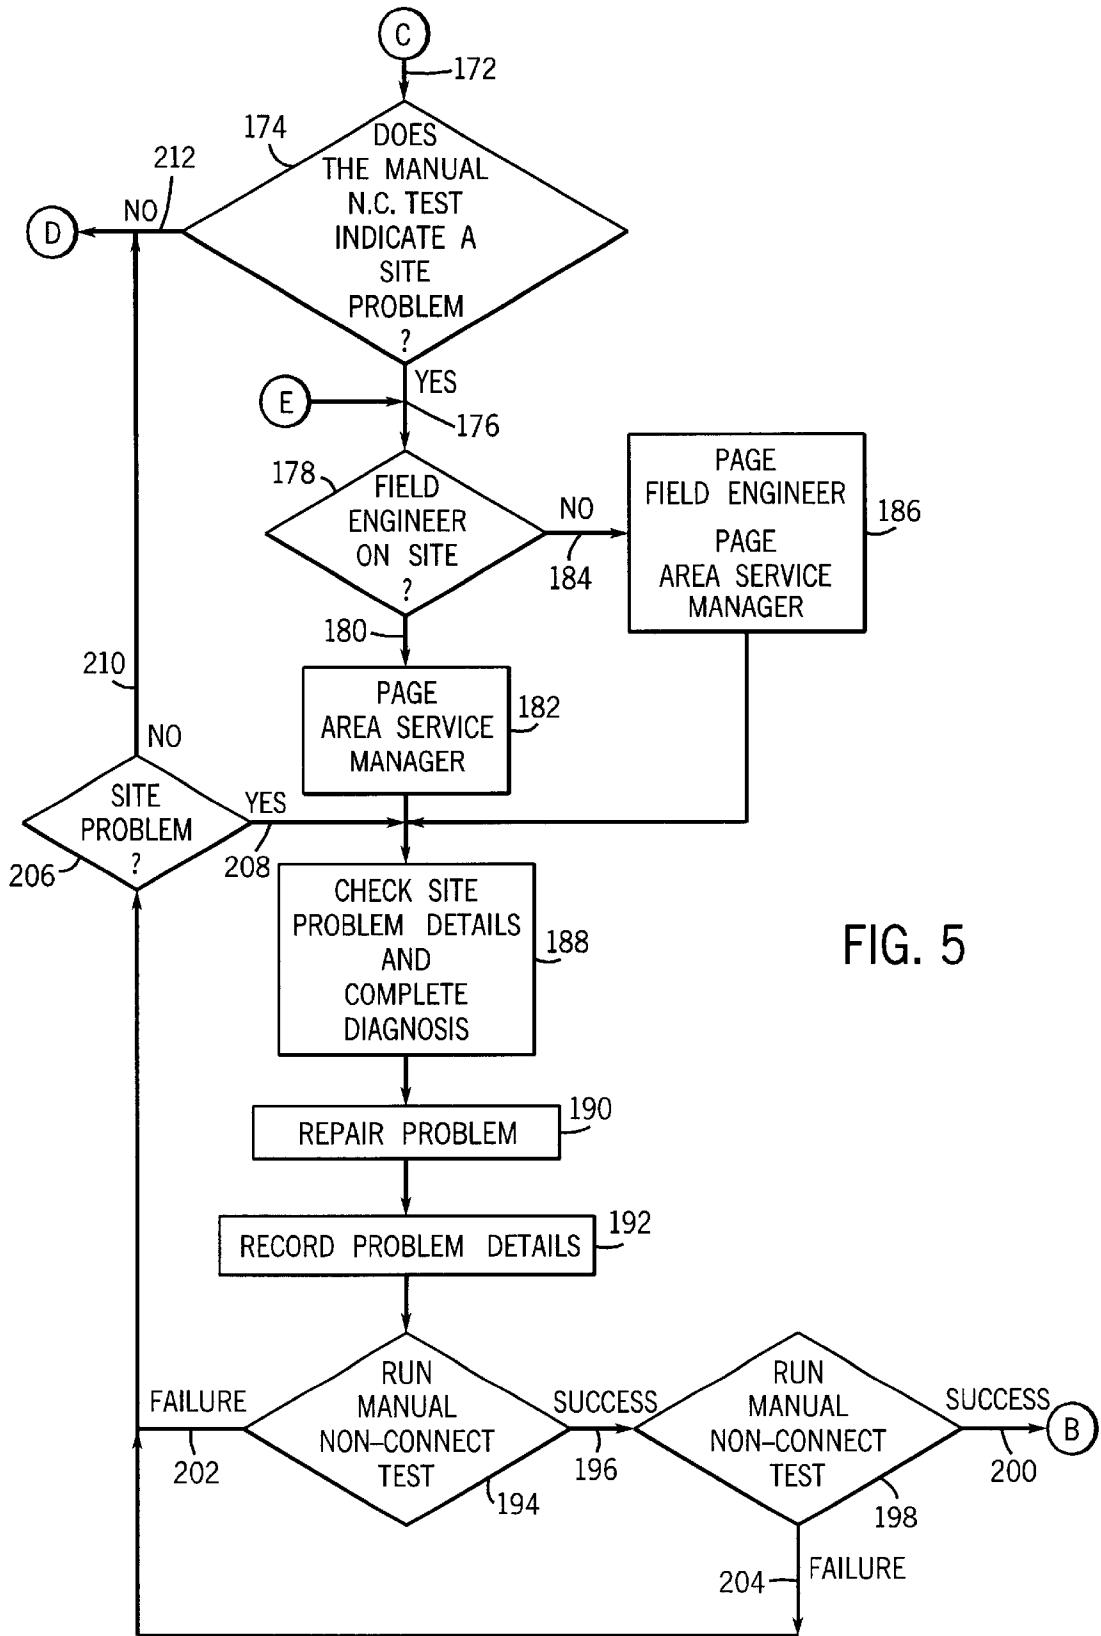 C
172
174
DOES
THE MANUAL
N.C. TEST
INDICATE A
SITE
PROBLEM
?
212
NO
D
YES
E
176
178
FIELD
ENGINEER
ON SITE
?
NO
184
PAGE
FIELD ENGINEER
PAGE
AREA SERVICE
MANAGER
186
180
PAGE
AREA SERVICE
MANAGER
182
210
NO
SITE
PROBLEM
?
206
YES
208
CHECK SITE
PROBLEM DETAILS
AND
COMPLETE
DIAGNOSIS
188
FIG. 5
REPAIR PROBLEM
190
RECORD PROBLEM DETAILS
192
RUN
MANUAL
NON-CONNECT
TEST
194
FAILURE
202
SUCCESS
196
RUN
MANUAL
NON-CONNECT
TEST
198
SUCCESS
200
B
204
FAILURE